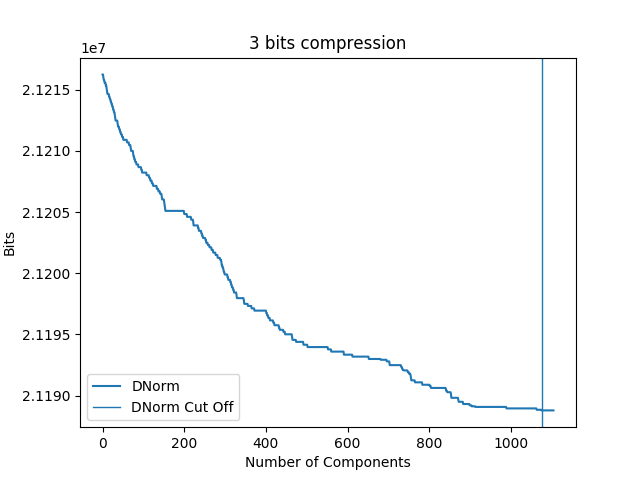 3 bits compression
1e7
2.1215
2.1210
2.1205
2.1200
2.1195
2.1190
Bits
DNorm
DNorm Cut Off
0 200 400 600 800 1000
Number of Components